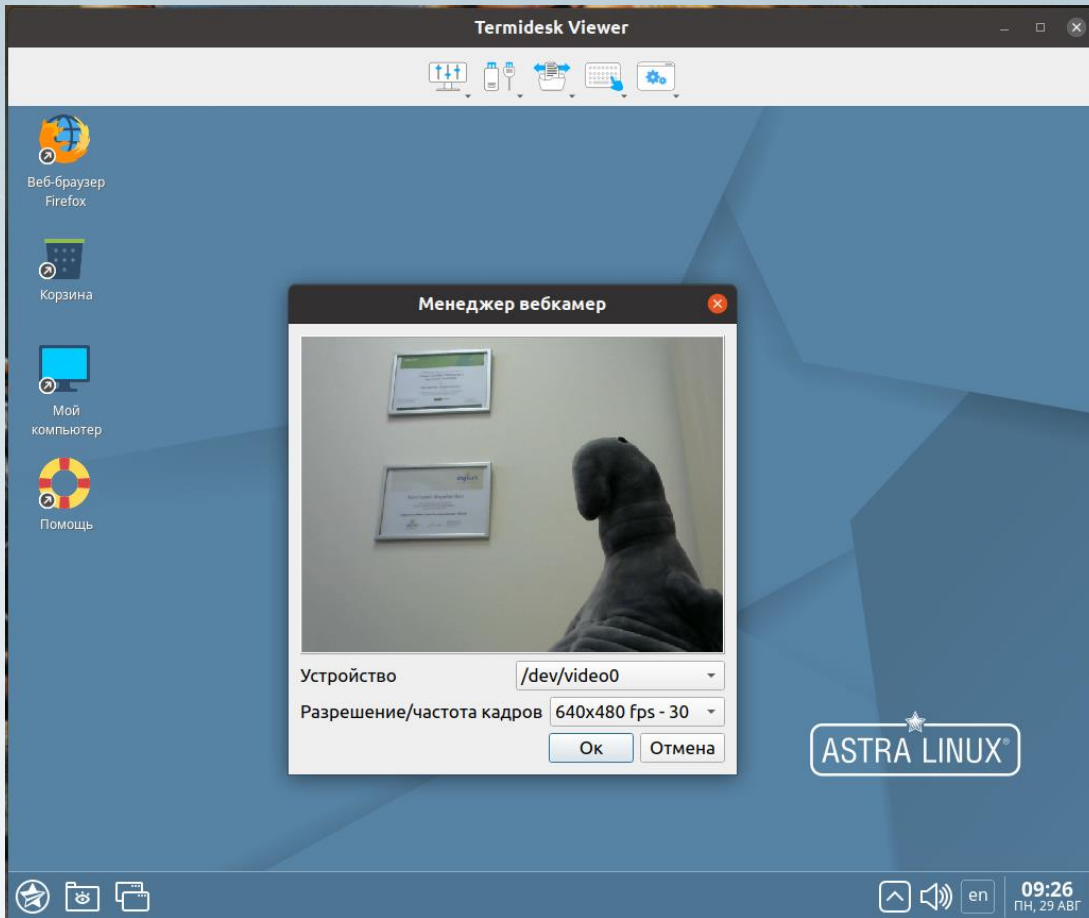 Termidesk Viewer
Веб-браузер
Firefox
Корзина
Мой
компьютер
Помощь
Менеджер вебкамер
Устройство
/dev/video0
Разрешение/частота кадров
640x480 fps - 30
Ок
Отмена
ASTRA LINUX®
en
09:26
ПН, 29 АВГ